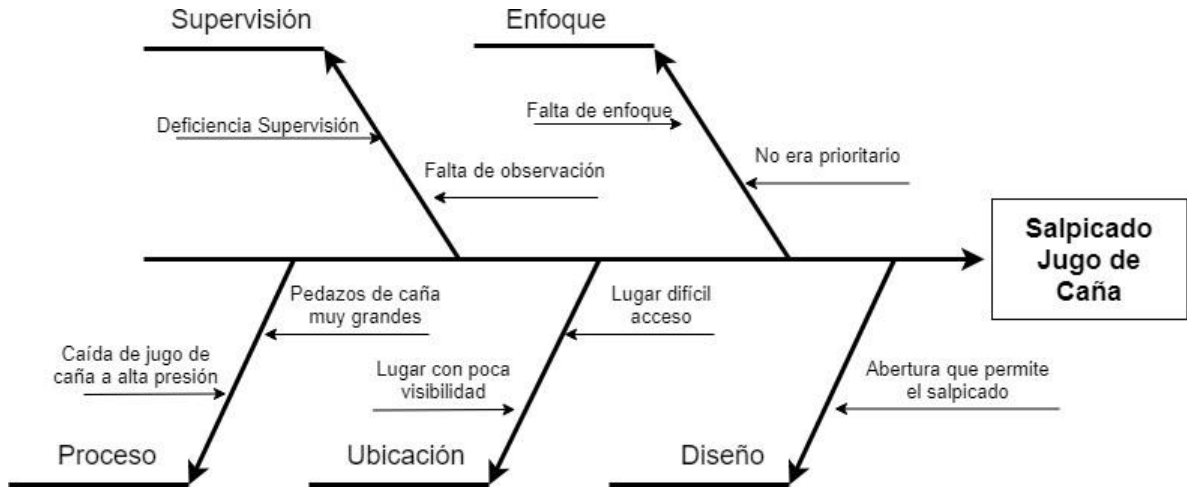 Supervisión
Enfoque
Deficiencia Supervisión
Falta de observación
Falta de enfoque
No era prioritario
Salpicado
Jugo de
Caña
Pedazos de caña
muy grandes
Caída de jugo de
caña a alta presión
Lugar difícil
acceso
Lugar con poca
visibilidad
Abertura que permite
el salpicado
Proceso
Ubicación
Diseño